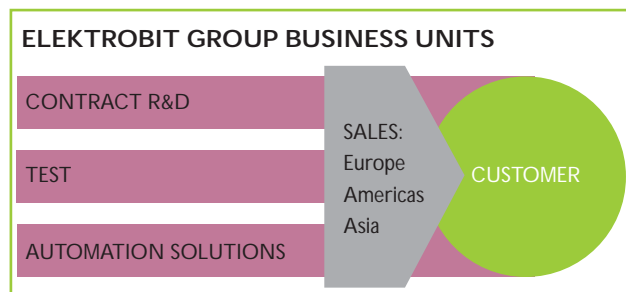 ELEKTROBIT GROUP BUSINESS UNITS
CONTRACT R&D
TEST
AUTOMATION SOLUTIONS
SALES:
Europe
Americas
Asia
CUSTOMER